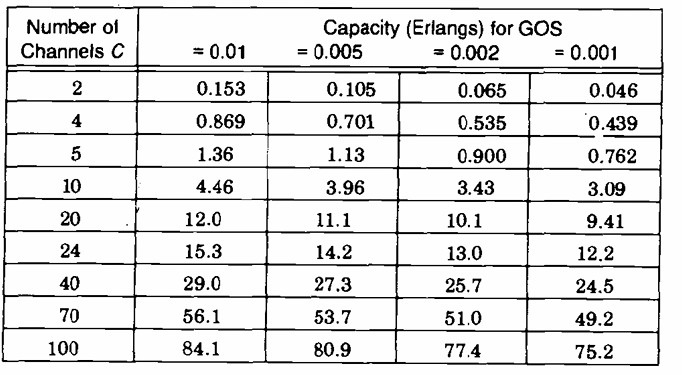 Number of Capacity (Erlangs) for GOS
Channels C = 0.01 = 0.005 = 0.002 = 0.001
2 0.153 0.105 0.065 0.046
4 0.869 0.701 0.535 0.439
5 1.36 1.13 0.900 0.762
10 4.46 3.96 3.43 3.09
20 12.0 11.1 10.1 9.41
24 15.3 14.2 13.0 12.2
40 29.0 27.3 25.7 24.5
70 56.1 53.7 51.0 49.2
100 84.1 80.9 77.4 75.2